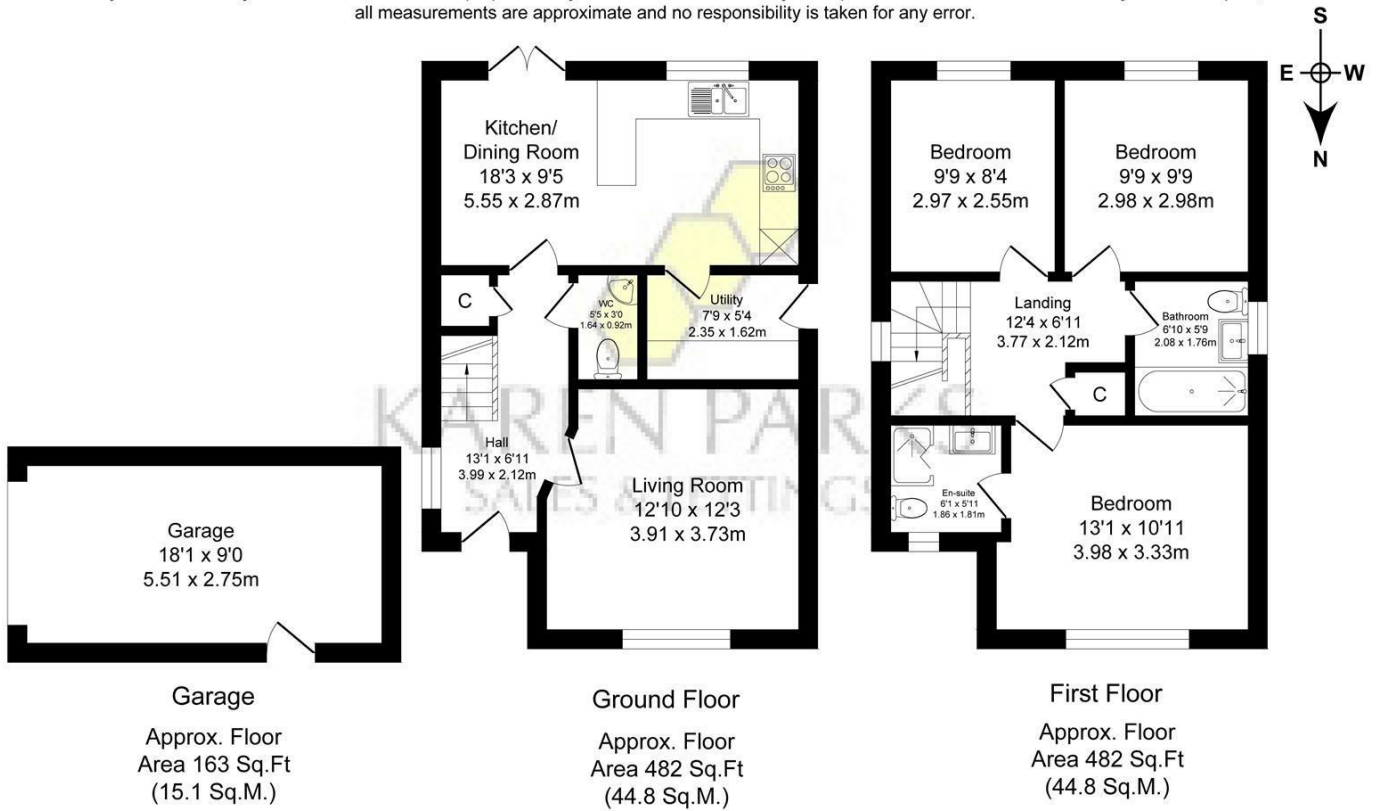 all measurements are approximate and no responsibility is taken for any error.
S
E W
N
Kitchen/
Dining Room
18'3 x 9'5
5.55 x 2.87m
C
WC
5'5 x 3'0
1.64 x 0.92m
Utility
7'9 x 5'4
2.35 x 1.62m
Hall
13'1 x 6'11
3.99 x 2.12m
Living Room
12'10 x 12'3
3.91 x 3.73m
KAREN PARKS
SALES & LETTINGS
Garage
18'1 x 9'0
5.51 x 2.75m
Bedroom
9'9 x 8'4
2.97 x 2.55m
Bedroom
9'9 x 9'9
2.98 x 2.98m
Landing
12'4 x 6'11
3.77 x 2.12m
Bathroom
6'10 x 5'9
2.08 x 1.76m
C
En-suite
6'1 x 5'11
1.86 x 1.81m
Bedroom
13'1 x 10'11
3.98 x 3.33m
Garage
Approx. Floor
Area 163 Sq.Ft
(15.1 Sq.M.)
Ground Floor
Approx. Floor
Area 482 Sq.Ft
(44.8 Sq.M.)
First Floor
Approx. Floor
Area 482 Sq.Ft
(44.8 Sq.M.)